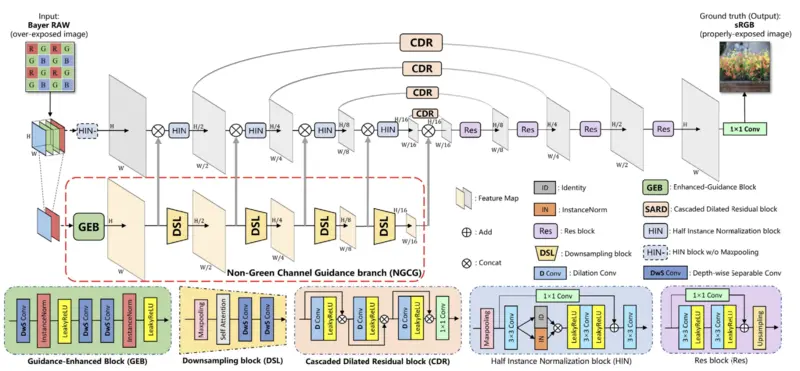 Input:
Bayer RAW
(over-exposed image)
Ground truth (Output):
sRGB
(properly-exposed image)
R G R G
G B G B
R G R G
G B G B
CDR
CDR
CDR
CDR
H
W
HIN-
H
W
HIN
H/2
W/2
HIN
H/4
W/4
HIN
H/8
W/8
HIN
H/16
W/16
H/16
W/16
Res
H/8
W/8
Res
H/4
W/4
Res
H/2
W/2
Res
H
W
1×1 Conv
GEB
H
W
DSL
H/2
W/2
DSL
H/4
W/4
DSL
H/8
W/8
DSL
H/16
W/16
Non-Green Channel Guidance branch (NGCG)
: Feature Map
: Add
: Concat
ID : Identity
IN : InstanceNorm
Res : Res block
DSL : Downsampling block
D Conv : Dilation Conv
GEB : Enhanced-Guidance Block
SARD : Cascaded Dilated Residual block
HIN : Half Instance Normalization block
HIN- : HIN block w/o Maxpooling
DwS Conv : Depth-wise Separable Conv
DwS Conv
InstanceNorm
LeakyReLU
DwS Conv
DwS Conv
InstanceNorm
LeakyReLU
Guidance-Enhanced Block (GEB)
Maxpooling
Self Attention
DwS Conv
DwS Conv
Downsampling block (DSL)
D Conv
LeakyReLU
D Conv
LeakyReLU
D Conv
LeakyReLU
1×1 Conv
Cascaded Dilated Residual block (CDR)
1×1 Conv
Maxpooling
3×3 Conv
ID
IN
LeakyReLU
3×3 Conv
LeakyReLU
3×3 Conv
Half Instance Normalization block (HIN)
1×1 Conv
3×3 Conv
LeakyReLU
3×3 Conv
LeakyReLU
Upsampling
Res block (Res)